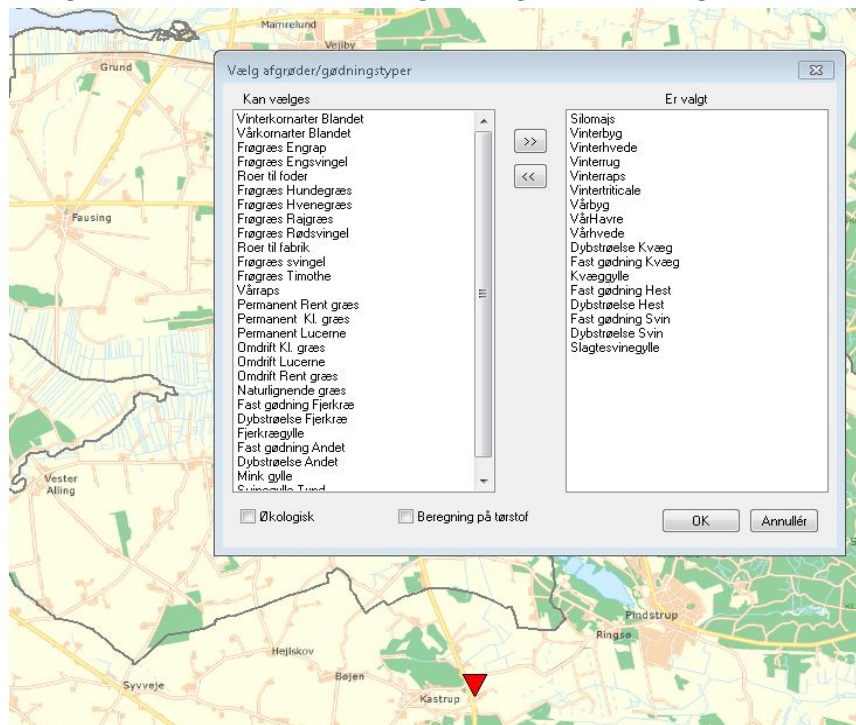 Mamrelund
Vejlby
Grund
Vælg afgrøder/gødningstyper
Kan vælges
Er valgt
Vinterkornarter Blandet
Vårkornarter Blandet
Frøgræs Engrap
Frøgræs Engsvingel
Roer til foder
Frøgræs Hundegræs
Frøgræs Hvenegræs
Frøgræs Rajgræs
Frøgræs Rødsvingel
Roer til fabrik
Frøgræs svingel
Frøgræs Timothe
Vårraps
Permanent Rent græs
Permanent Kl. græs
Permanent Lucerne
Omdrift Kl. græs
Omdrift Lucerne
Omdrift Rent græs
Naturlignende græs
Fast gødning Fjerkræ
Dybstrøelse Fjerkræ
Fjerkrægylle
Fast gødning Andet
Dybstrøelse Andet
Mink gylle
>>
<<
Silomajs
Vinterbyg
Vinterhvede
Vinterrug
Vinterraps
Vintertriticale
Vårbyg
VårHavre
Vårhvede
Dybstrøelse Kvæg
Fast gødning Kvæg
Kvæggylle
Fast gødning Hest
Dybstrøelse Hest
Fast gødning Svin
Dybstrøelse Svin
Slagtesvinegylle
Økologisk
Beregning på tørstof
OK
Annullér
Fausing
Vester
Alling
Pindstrup
Ringsø
Hejlskov
Bøjen
Syvveje
Kastrup